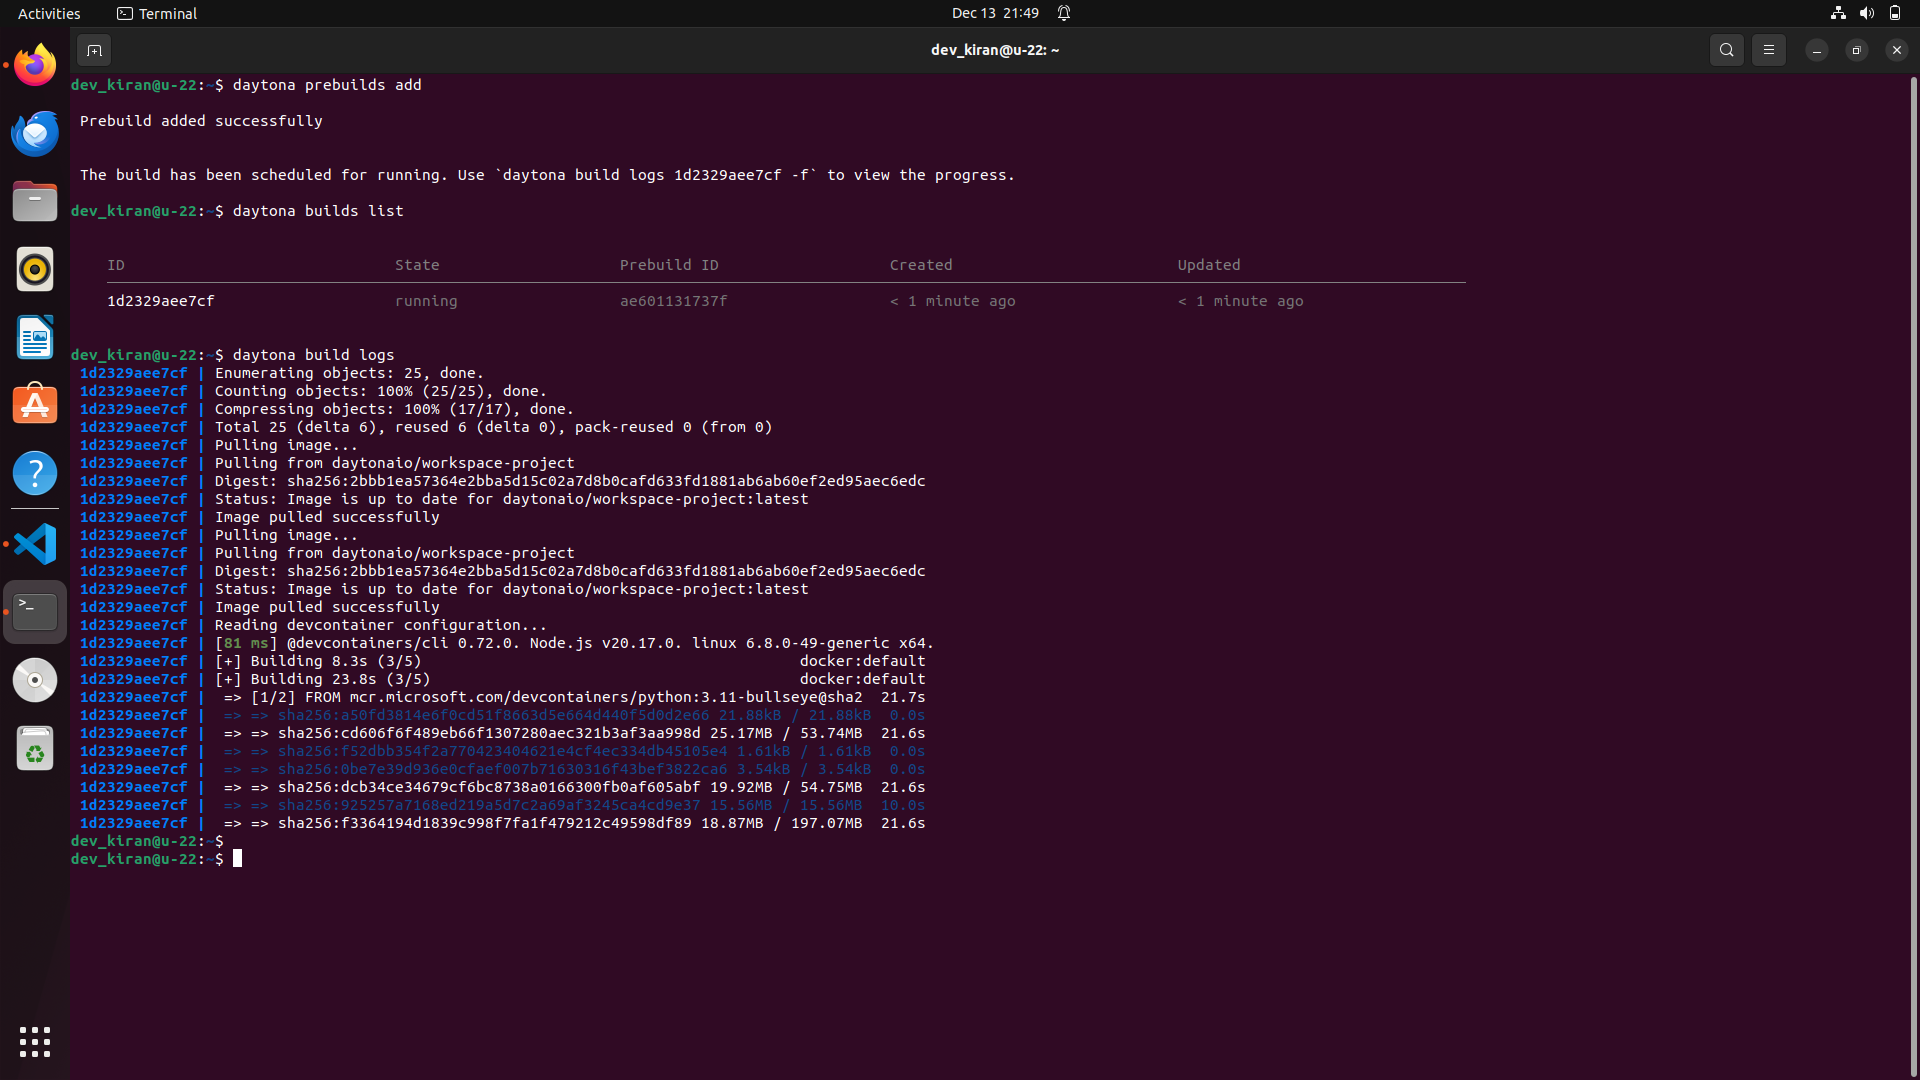 Activities Terminal Dec 13 21:49
dev_kiran@u-22: ~
dev_kiran@u-22:~$ daytona prebuilds add
Prebuild added successfully
The build has been scheduled for running. Use `daytona build logs 1d2329aee7cf -f` to view the progress.
dev_kiran@u-22:~$ daytona builds list
ID State Prebuild ID Created Updated
1d2329aee7cf running ae601131737f < 1 minute ago < 1 minute ago
dev_kiran@u-22:~$ daytona build logs
1d2329aee7cf | Enumerating objects: 25, done.
1d2329aee7cf | Counting objects: 100% (25/25), done.
1d2329aee7cf | Compressing objects: 100% (17/17), done.
1d2329aee7cf | Total 25 (delta 6), reused 6 (delta 0), pack-reused 0 (from 0)
1d2329aee7cf | Pulling image...
1d2329aee7cf | Pulling from daytonaio/workspace-project
1d2329aee7cf | Digest: sha256:2bbb1ea57364e2bba5d15c02a7d8b0cafd633fd1881ab6ab60ef2ed95aec6edc
1d2329aee7cf | Status: Image is up to date for daytonaio/workspace-project:latest
1d2329aee7cf | Image pulled successfully
1d2329aee7cf | Pulling image...
1d2329aee7cf | Pulling from daytonaio/workspace-project
1d2329aee7cf | Digest: sha256:2bbb1ea57364e2bba5d15c02a7d8b0cafd633fd1881ab6ab60ef2ed95aec6edc
1d2329aee7cf | Status: Image is up to date for daytonaio/workspace-project:latest
1d2329aee7cf | Image pulled successfully
1d2329aee7cf | Reading devcontainer configuration...
1d2329aee7cf | [81 ms] @devcontainers/cli 0.72.0. Node.js v20.17.0. linux 6.8.0-49-generic x64.
1d2329aee7cf | [+] Building 8.3s (3/5) docker:default
1d2329aee7cf | [+] Building 23.8s (3/5) docker:default
1d2329aee7cf | => [1/2] FROM mcr.microsoft.com/devcontainers/python:3.11-bullseye@sha2 21.7s
1d2329aee7cf | => => sha256:a50fd3814e6f0cd51f8663d5e664d440f5d0d2e66 21.88kB / 21.88kB 0.0s
1d2329aee7cf | => => sha256:cd606f6f489eb66f1307280aec321b3af3aa998d 25.17MB / 53.74MB 21.6s
1d2329aee7cf | => => sha256:f52dbb354f2a770423404621e4cf4ec334db45105e4 1.61kB / 1.61kB 0.0s
1d2329aee7cf | => => sha256:0be7e39d936e0cfaef007b71630316f43bef3822ca6 3.54kB / 3.54kB 0.0s
1d2329aee7cf | => => sha256:dcb34ce34679cf6bc8738a0166300fb0af605abf 19.92MB / 54.75MB 21.6s
1d2329aee7cf | => => sha256:925257a7168ed219a5d7c2a69af3245ca4cd9e37 15.56MB / 15.56MB 10.0s
1d2329aee7cf | => => sha256:f3364194d1839c998f7fa1f479212c49598df89 18.87MB / 197.07MB 21.6s
dev_kiran@u-22:~$
dev_kiran@u-22:~$